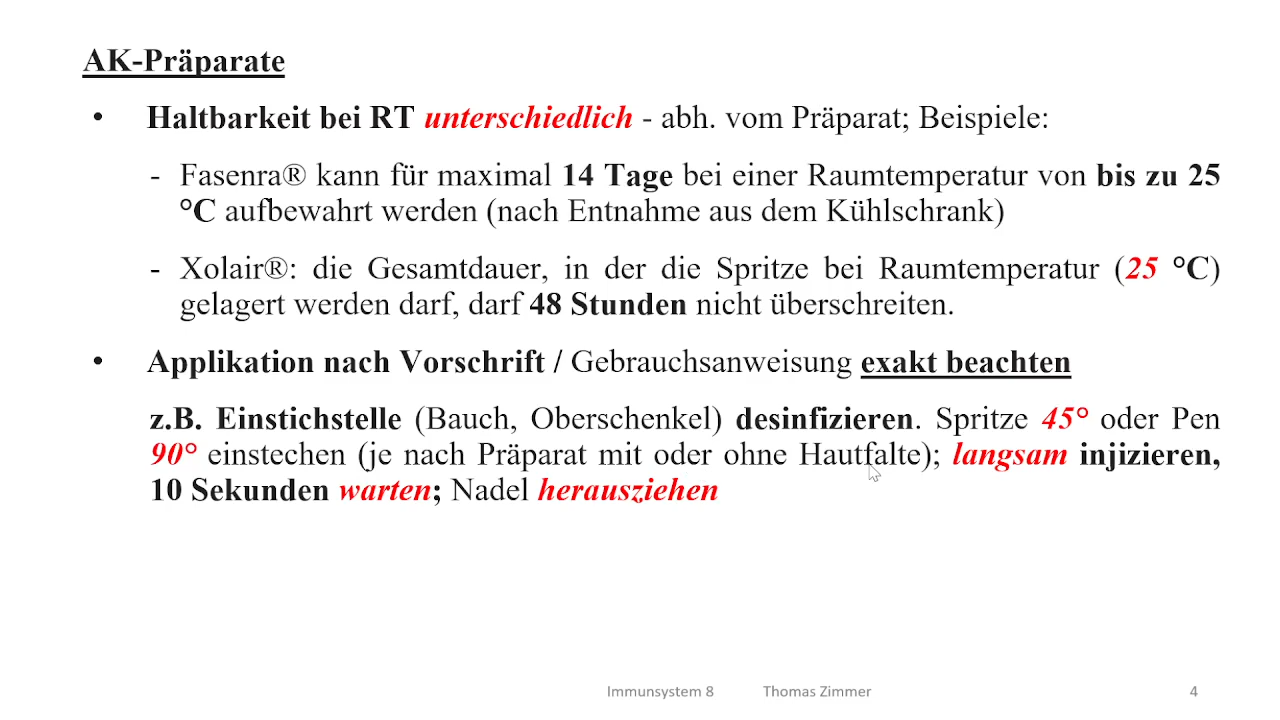 AK-Präparate
• Haltbarkeit bei RT unterschiedlich - abh. vom Präparat; Beispiele:
- Fasenra® kann für maximal 14 Tage bei einer Raumtemperatur von bis zu 25
°C aufbewahrt werden (nach Entnahme aus dem Kühlschrank)
- Xolair®: die Gesamtdauer, in der die Spritze bei Raumtemperatur (25 °C)
gelagert werden darf, darf 48 Stunden nicht überschreiten.
• Applikation nach Vorschrift / Gebrauchsanweisung exakt beachten
z.B. Einstichstelle (Bauch, Oberschenkel) desinfizieren. Spritze 45° oder Pen
90° einstechen (je nach Präparat mit oder ohne Hautfalte); langsam injizieren,
10 Sekunden warten; Nadel herausziehen
Immunsystem 8 Thomas Zimmer 4